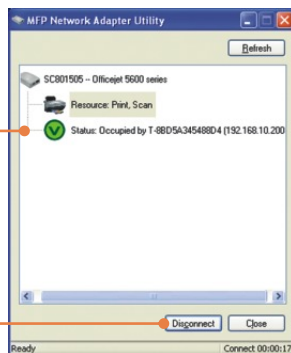 MFP Network Adapter Utility
Refresh
SC801505 -- Officejet 5600 series
Resource: Print, Scan
Status: Occupied by T-8BD5A345488D4 (192.168.10.200
Disconnect Close
Ready Connect 00:00:17